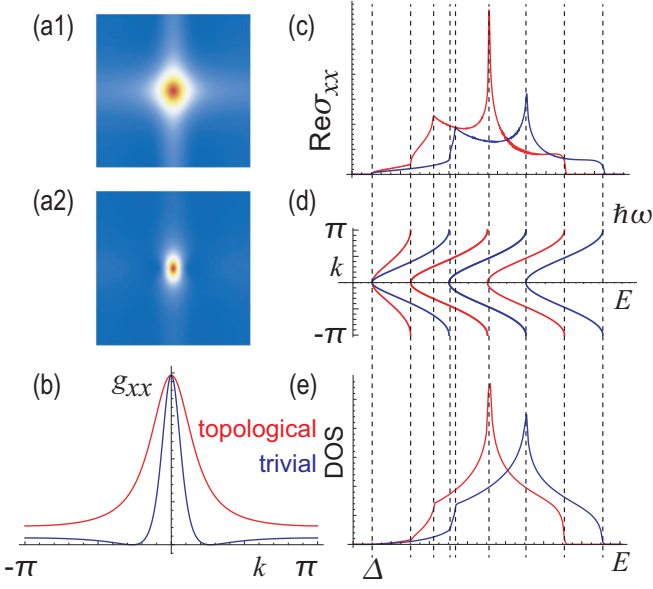 (a1)
(c)
Reσxx
(a2)
(d)
ħω
π
k
E
-π
(b)
gxx
(e)
topological
trivial
DOS
-π
k
π
Δ
E